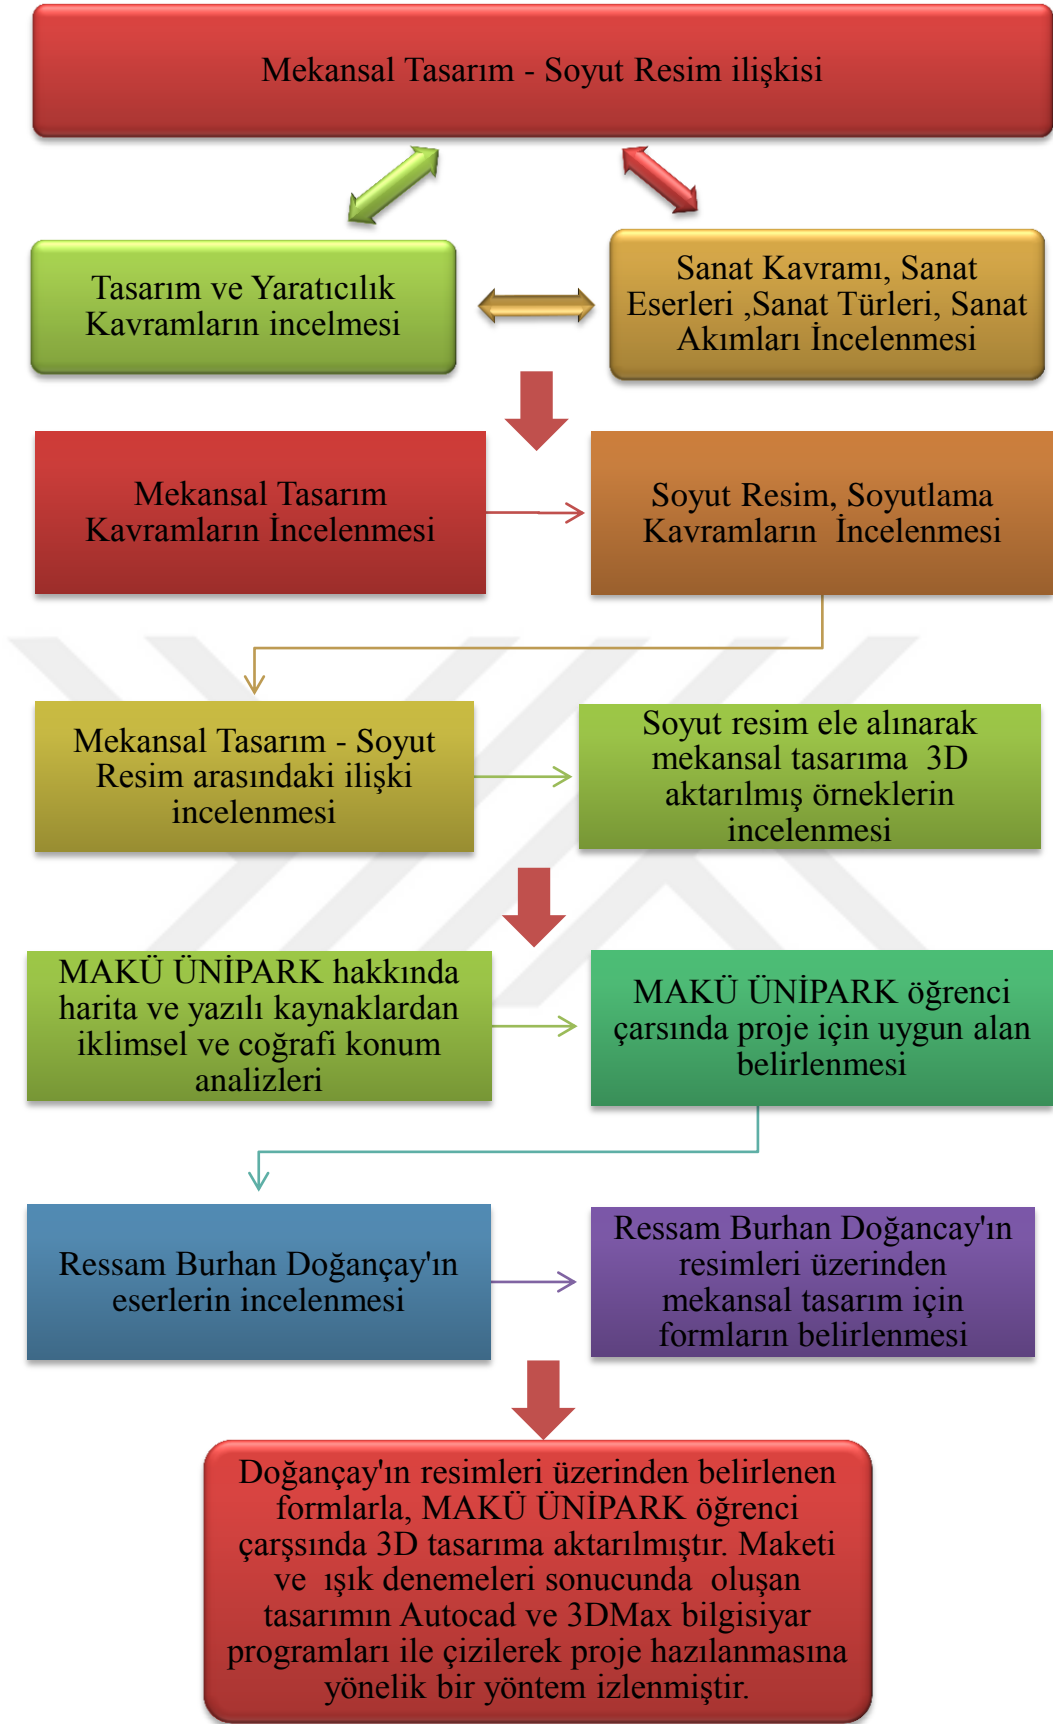 Mekansal Tasarım - Soyut Resim ilişkisi
Tasarım ve Yaratıcılık
Kavramların incelmesi
Sanat Kavramı, Sanat
Eserleri ,Sanat Türleri, Sanat
Akımları İncelenmesi
Mekansal Tasarım
Kavramların İncelenmesi
Soyut Resim, Soyutlama
Kavramların  İncelenmesi
Mekansal Tasarım - Soyut
Resim arasındaki ilişki
incelenmesi
Soyut resim ele alınarak
mekansal tasarıma  3D
aktarılmış örneklerin
incelenmesi
MAKÜ ÜNİPARK hakkında
harita ve yazılı kaynaklardan
iklimsel ve coğrafi konum
analizleri
MAKÜ ÜNİPARK öğrenci
çarsında proje için uygun alan
belirlenmesi
Ressam Burhan Doğançay'ın
eserlerin incelenmesi
Ressam Burhan Doğancay'ın
resimleri üzerinden
mekansal tasarım için
formların belirlenmesi
Doğançay'ın resimleri üzerinden belirlenen
formlarla, MAKÜ ÜNİPARK öğrenci
çarşsında 3D tasarıma aktarılmıştır. Maketi
ve  ışık denemeleri sonucunda  oluşan
tasarımın Autocad ve 3DMax bilgisiyar
programları ile çizilerek proje hazılanmasına
yönelik bir yöntem izlenmiştir.